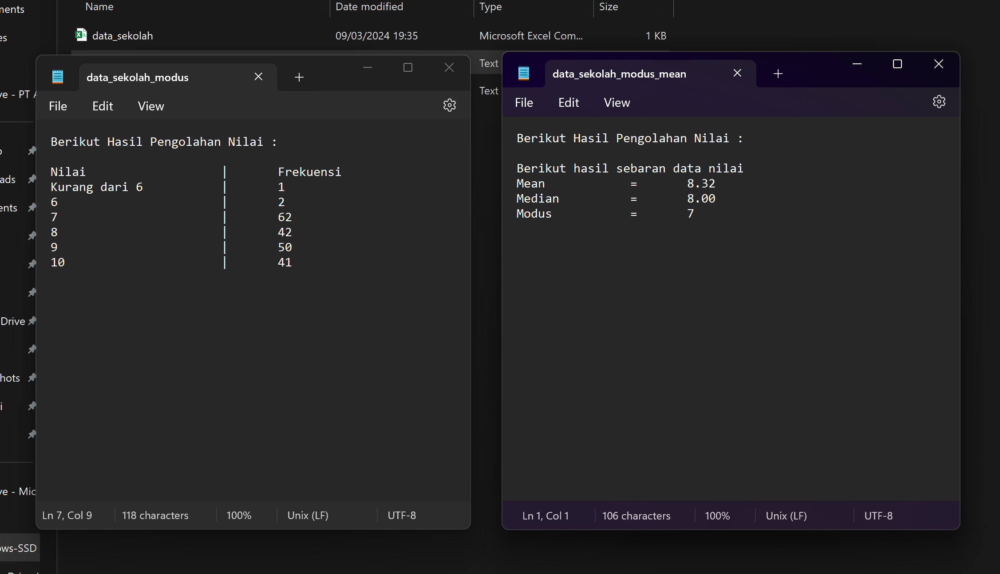 Name Date modified Type Size
data_sekolah 09/03/2024 19:35 Microsoft Excel Com... 1 KB
Text
Text
data_sekolah_modus
File Edit View
Berikut Hasil Pengolahan Nilai :
Nilai | Frekuensi
Kurang dari 6 | 1
6 | 2
7 | 62
8 | 42
9 | 50
10 | 41
Ln 7, Col 9 118 characters 100% Unix (LF) UTF-8
data_sekolah_modus_mean
File Edit View
Berikut Hasil Pengolahan Nilai :
Berikut hasil sebaran data nilai
Mean = 8.32
Median = 8.00
Modus = 7
Ln 1, Col 1 106 characters 100% Unix (LF) UTF-8
ments
es
ve - PT A
ads
ents
Drive
hots
i
ve - Mic
ows-SSD